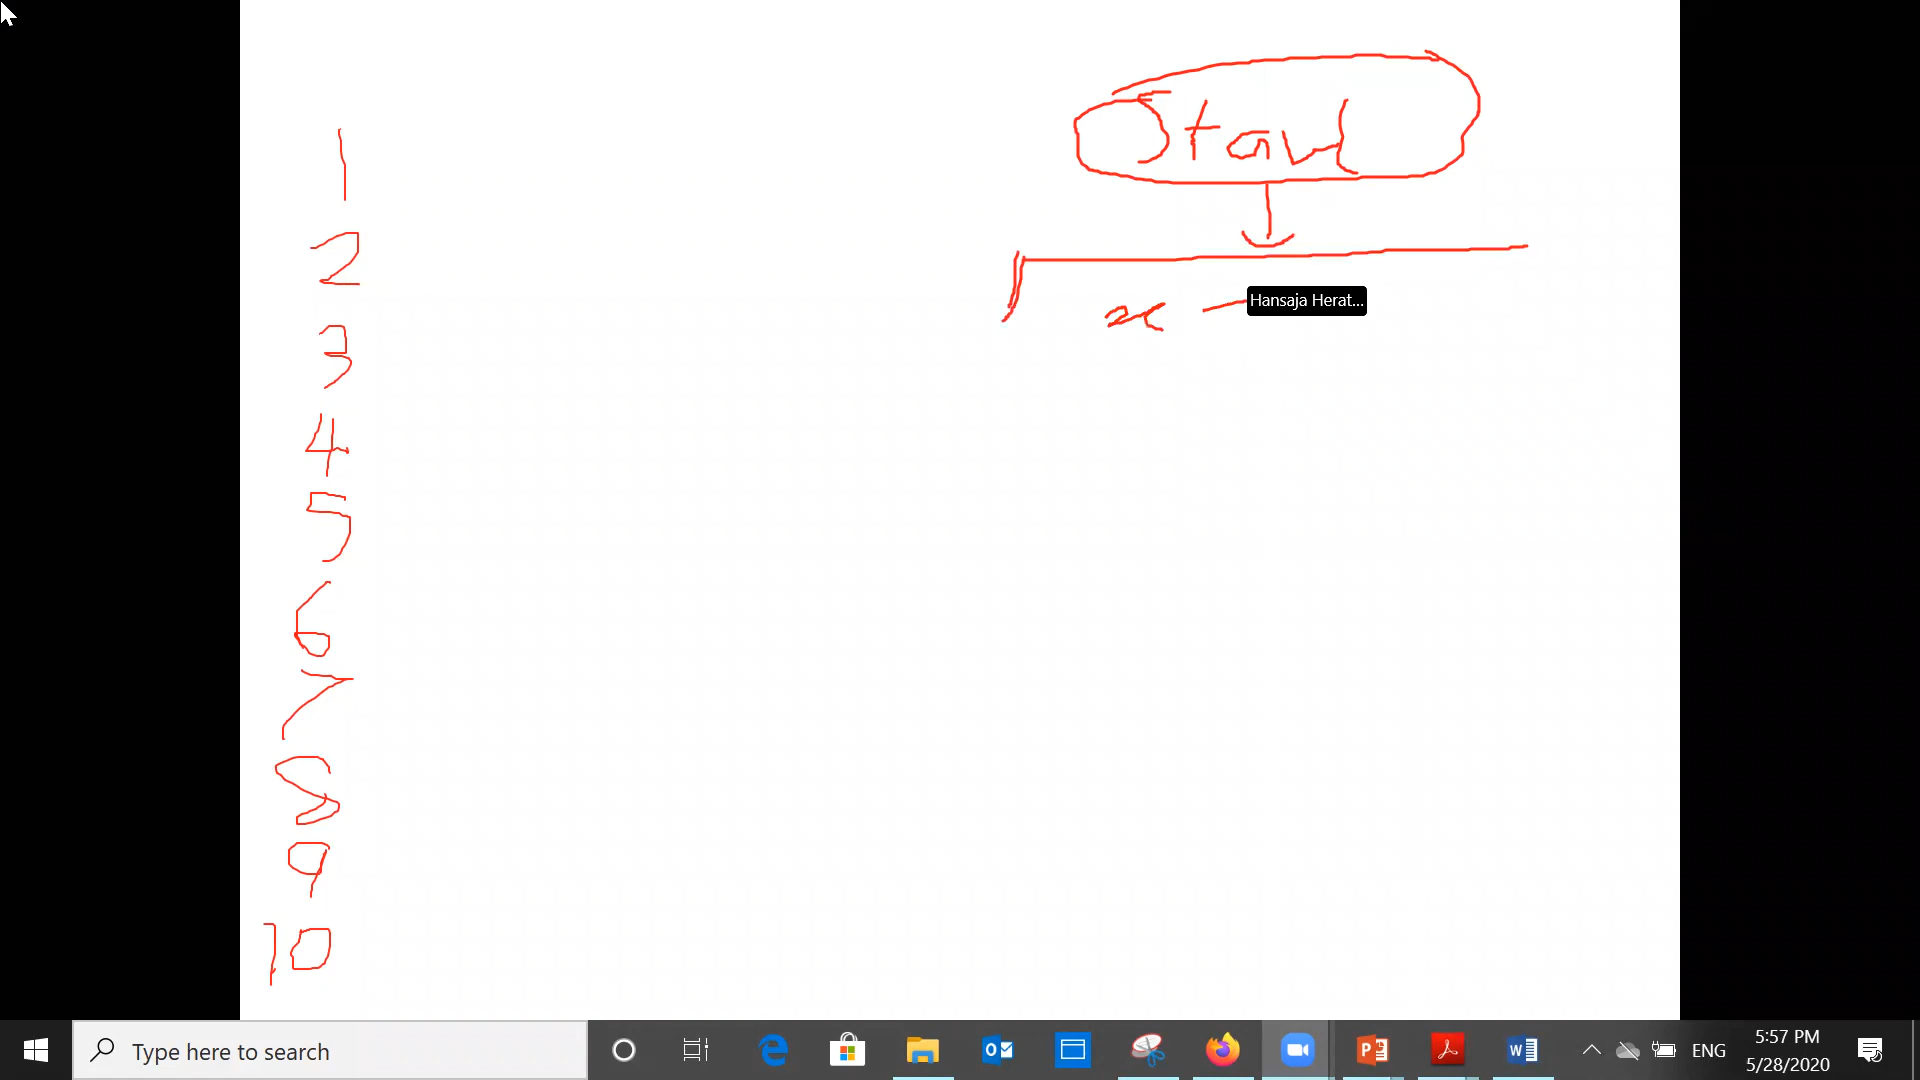 Start
1
2
x
Hansaja Herat...
3
4
5
6
7
8
9
10
Type here to search
ENG
5:57 PM
5/28/2020